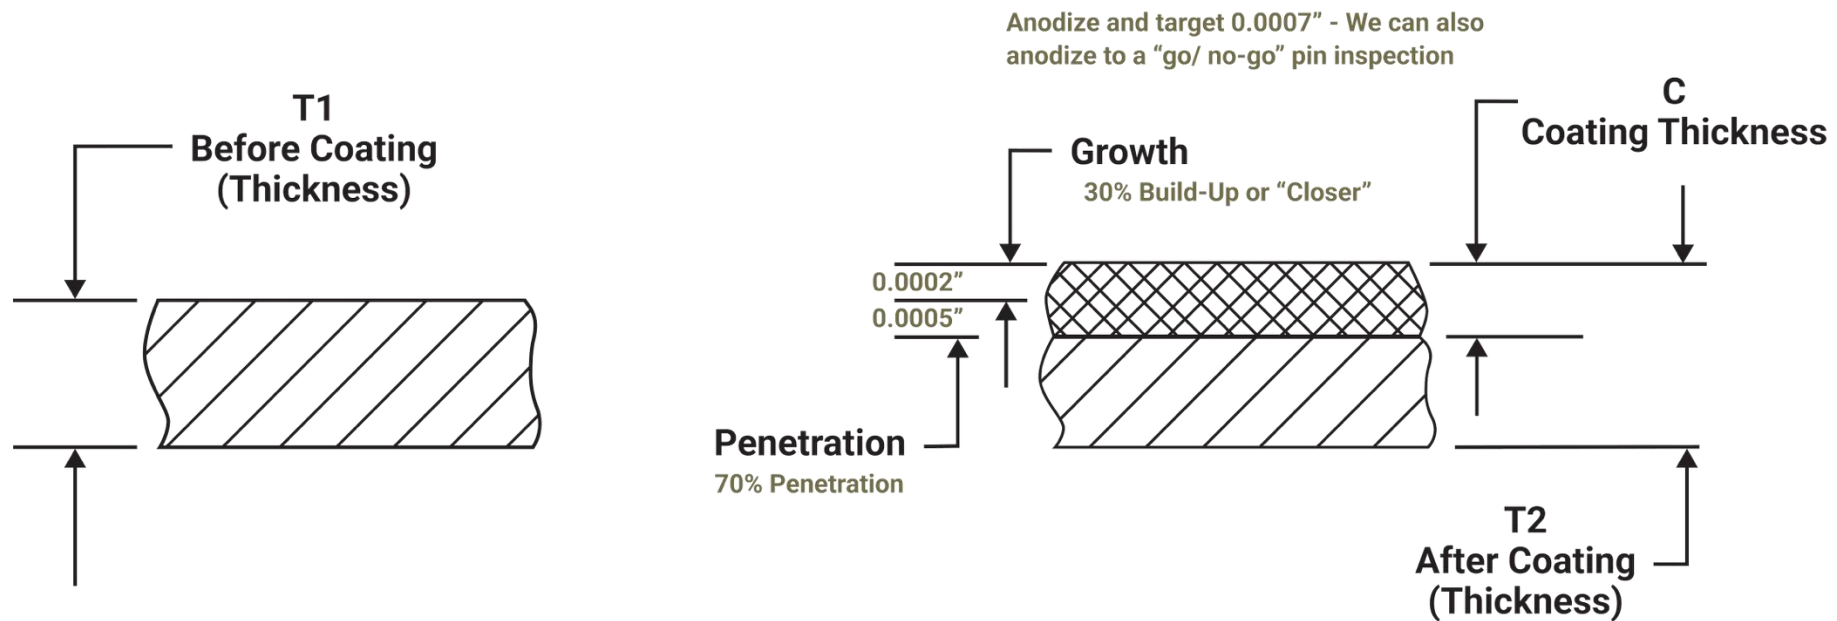 Anodize and target 0.0007” - We can also
anodize to a “go/ no-go” pin inspection
T1
Before Coating
(Thickness)
C
Coating Thickness
Growth
30% Build-Up or “Closer”
0.0002”
0.0005”
Penetration
70% Penetration
T2
After Coating
(Thickness)